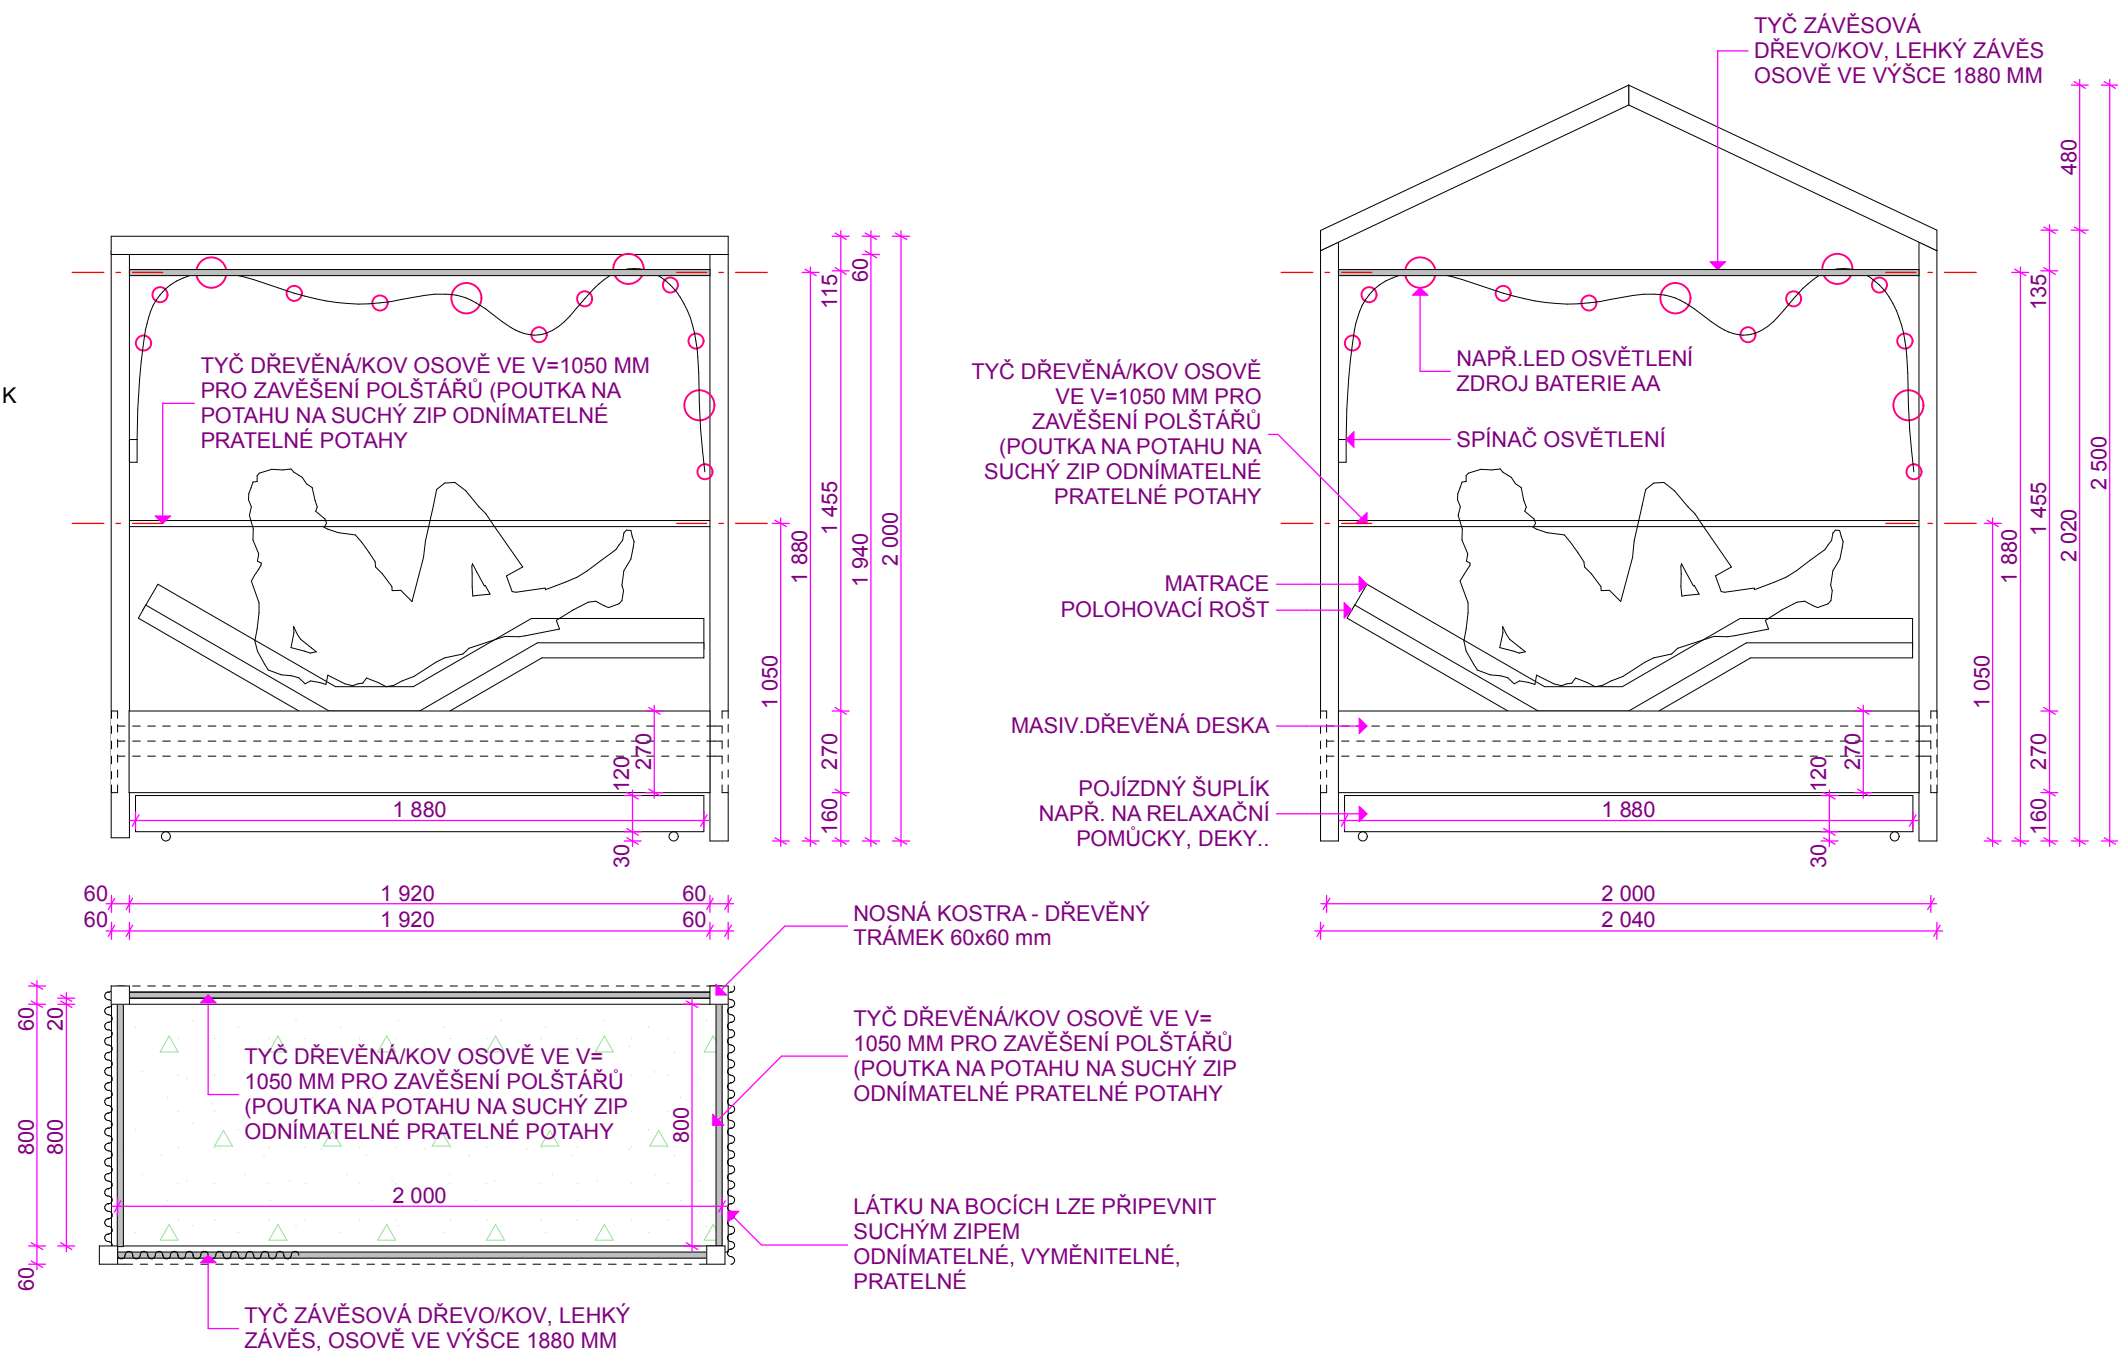 TYČ ZÁVĚSOVÁ
DŘEVO/KOV, LEHKÝ ZÁVĚS
OSOVĚ VE VÝŠCE 1880 MM
K
TYČ DŘEVĚNÁ/KOV OSOVĚ VE V=1050 MM
PRO ZAVĚŠENÍ POLŠTÁŘŮ (POUTKA NA
POTAHU NA SUCHÝ ZIP ODNÍMATELNÉ
PRATELNÉ POTAHY
115
60
1 455
1 880
1 940
2 000
1 050
270
120
270
160
30
1 880
TYČ DŘEVĚNÁ/KOV OSOVĚ
VE V=1050 MM PRO
ZAVĚŠENÍ POLŠTÁŘŮ
(POUTKA NA POTAHU NA
SUCHÝ ZIP ODNÍMATELNÉ
PRATELNÉ POTAHY
NAPŘ.LED OSVĚTLENÍ
ZDROJ BATERIE AA
SPÍNAČ OSVĚTLENÍ
MATRACE
POLOHOVACÍ ROŠT
MASIV.DŘEVĚNÁ DESKA
POJÍZDNÝ ŠUPLÍK
NAPŘ. NA RELAXAČNÍ
POMŮCKY, DEKY..
480
135
2 500
1 455
2 020
1 880
1 050
270
120
270
160
30
1 880
60
1 920
60
60
1 920
60
2 000
2 040
NOSNÁ KOSTRA - DŘEVĚNÝ
TRÁMEK 60x60 mm
TYČ DŘEVĚNÁ/KOV OSOVĚ VE V=
1050 MM PRO ZAVĚŠENÍ POLŠTÁŘŮ
(POUTKA NA POTAHU NA SUCHÝ ZIP
ODNÍMATELNÉ PRATELNÉ POTAHY
60
20
800
800
60
TYČ DŘEVĚNÁ/KOV OSOVĚ VE V=
1050 MM PRO ZAVĚŠENÍ POLŠTÁŘŮ
(POUTKA NA POTAHU NA SUCHÝ ZIP
ODNÍMATELNÉ PRATELNÉ POTAHY
800
2 000
LÁTKU NA BOCÍCH LZE PŘIPEVNIT
SUCHÝM ZIPEM
ODNÍMATELNÉ, VYMĚNITELNÉ,
PRATELNÉ
TYČ ZÁVĚSOVÁ DŘEVO/KOV, LEHKÝ
ZÁVĚS, OSOVĚ VE VÝŠCE 1880 MM